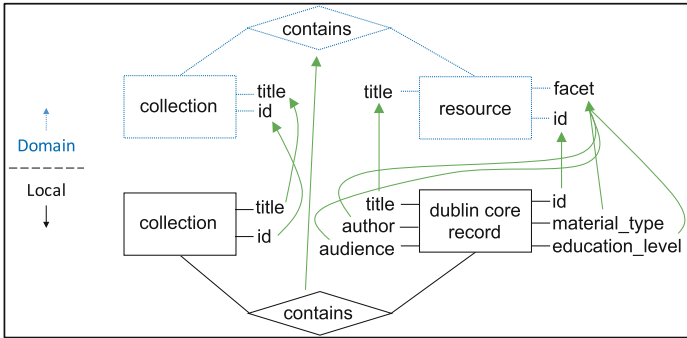 contains
title
collection
id
title
resource
facet
id
Domain
Local
collection
title
id
title
author
audience
dublin core
record
id
material_type
education_level
contains